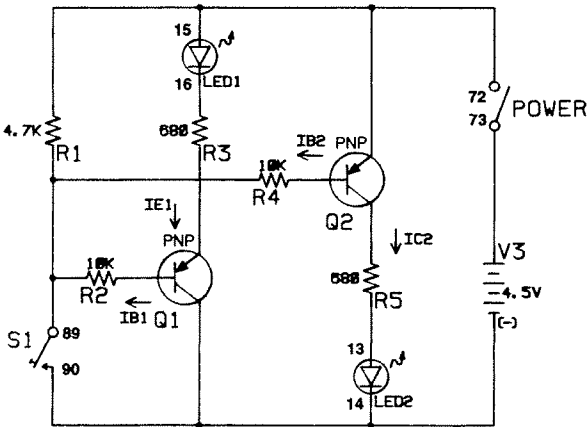 15
16
LED1
4.7K
R1
680
R3
IB2
PNP
10K
R4
Q2
72
73
POWER
IE1
PNP
IC2
10K
R2
IB1
Q1
680
R5
V3
4.5V
(-)
S1
89
90
13
14
LED2